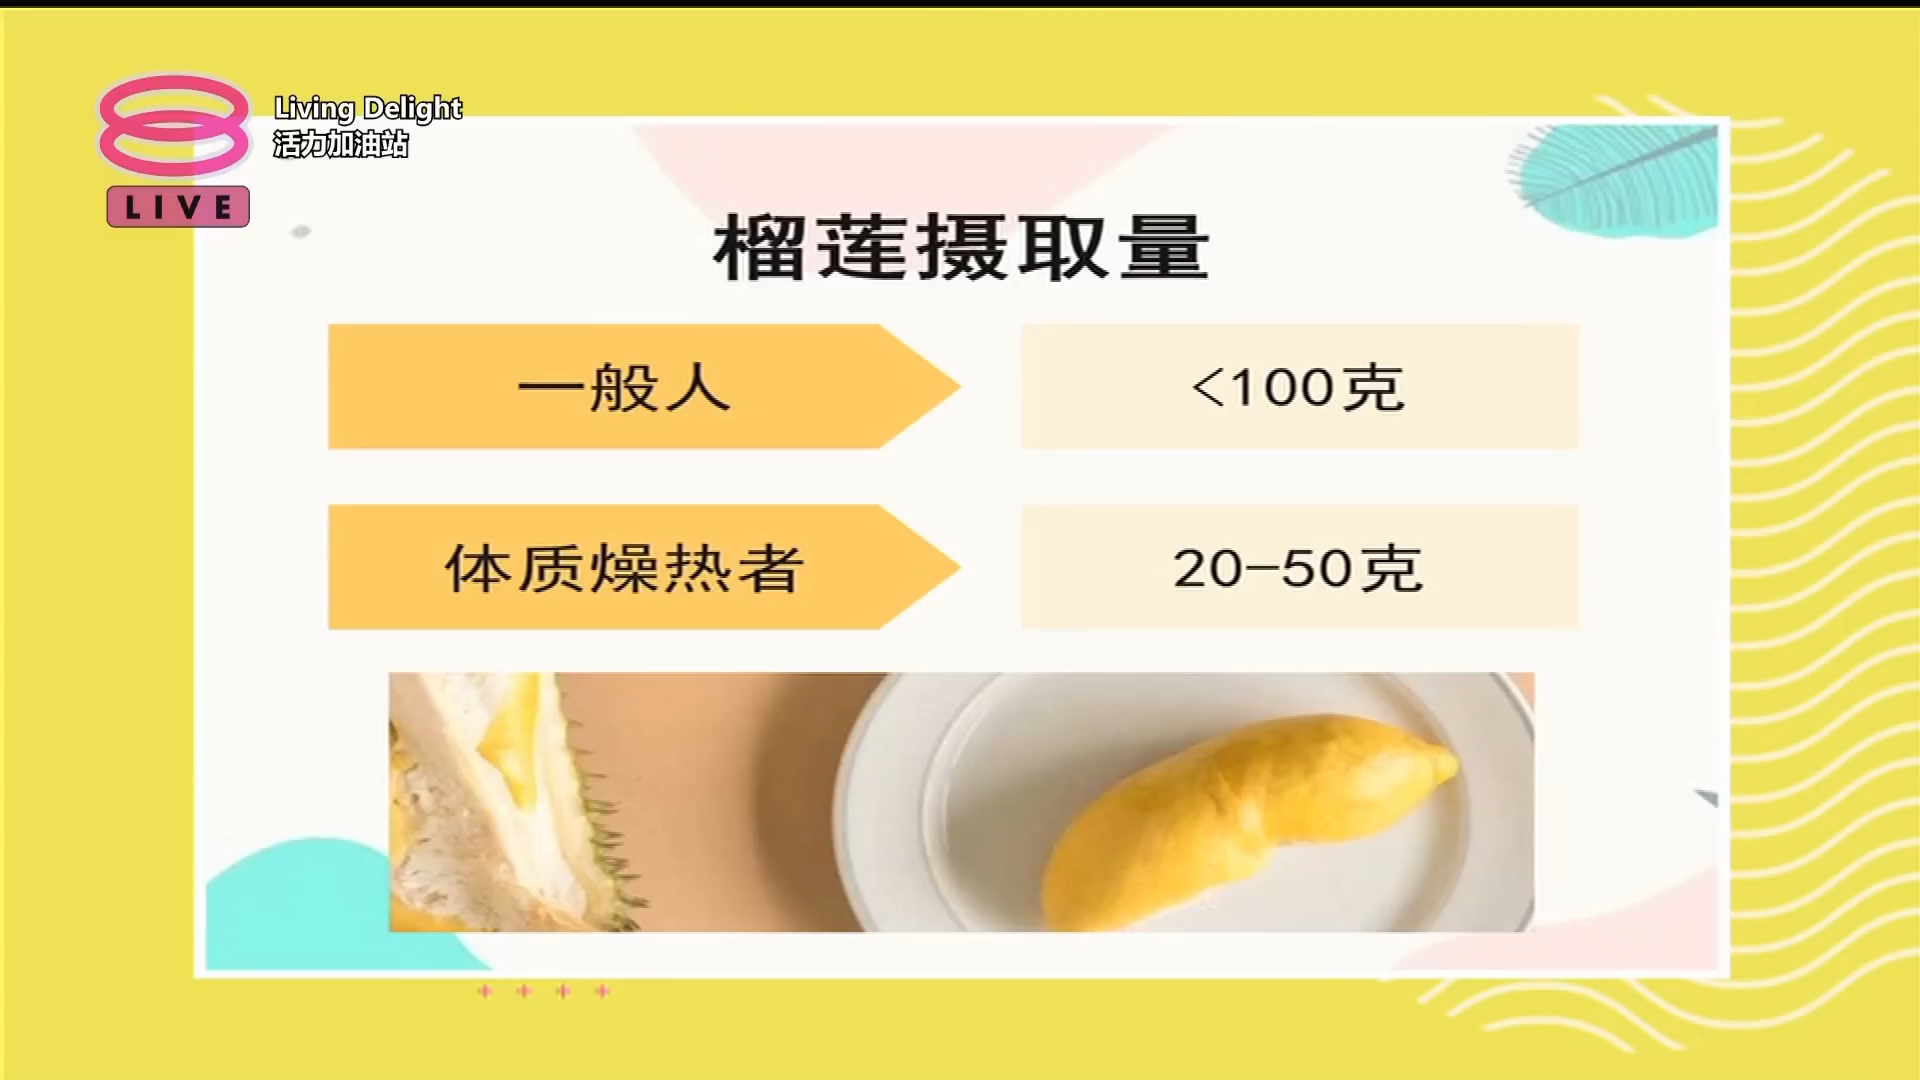 Living Delight
活力加油站
LIVE
榴莲摄取量
一般人
<100克
体质燥热者
20-50克